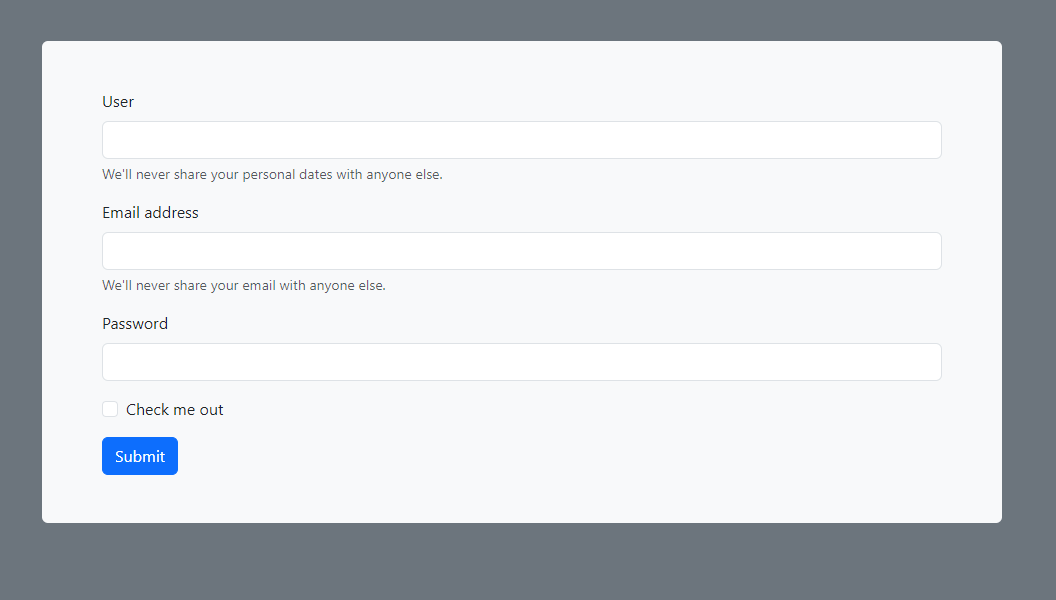 User
We'll never share your personal dates with anyone else.
Email address
We'll never share your email with anyone else.
Password
Check me out
Submit